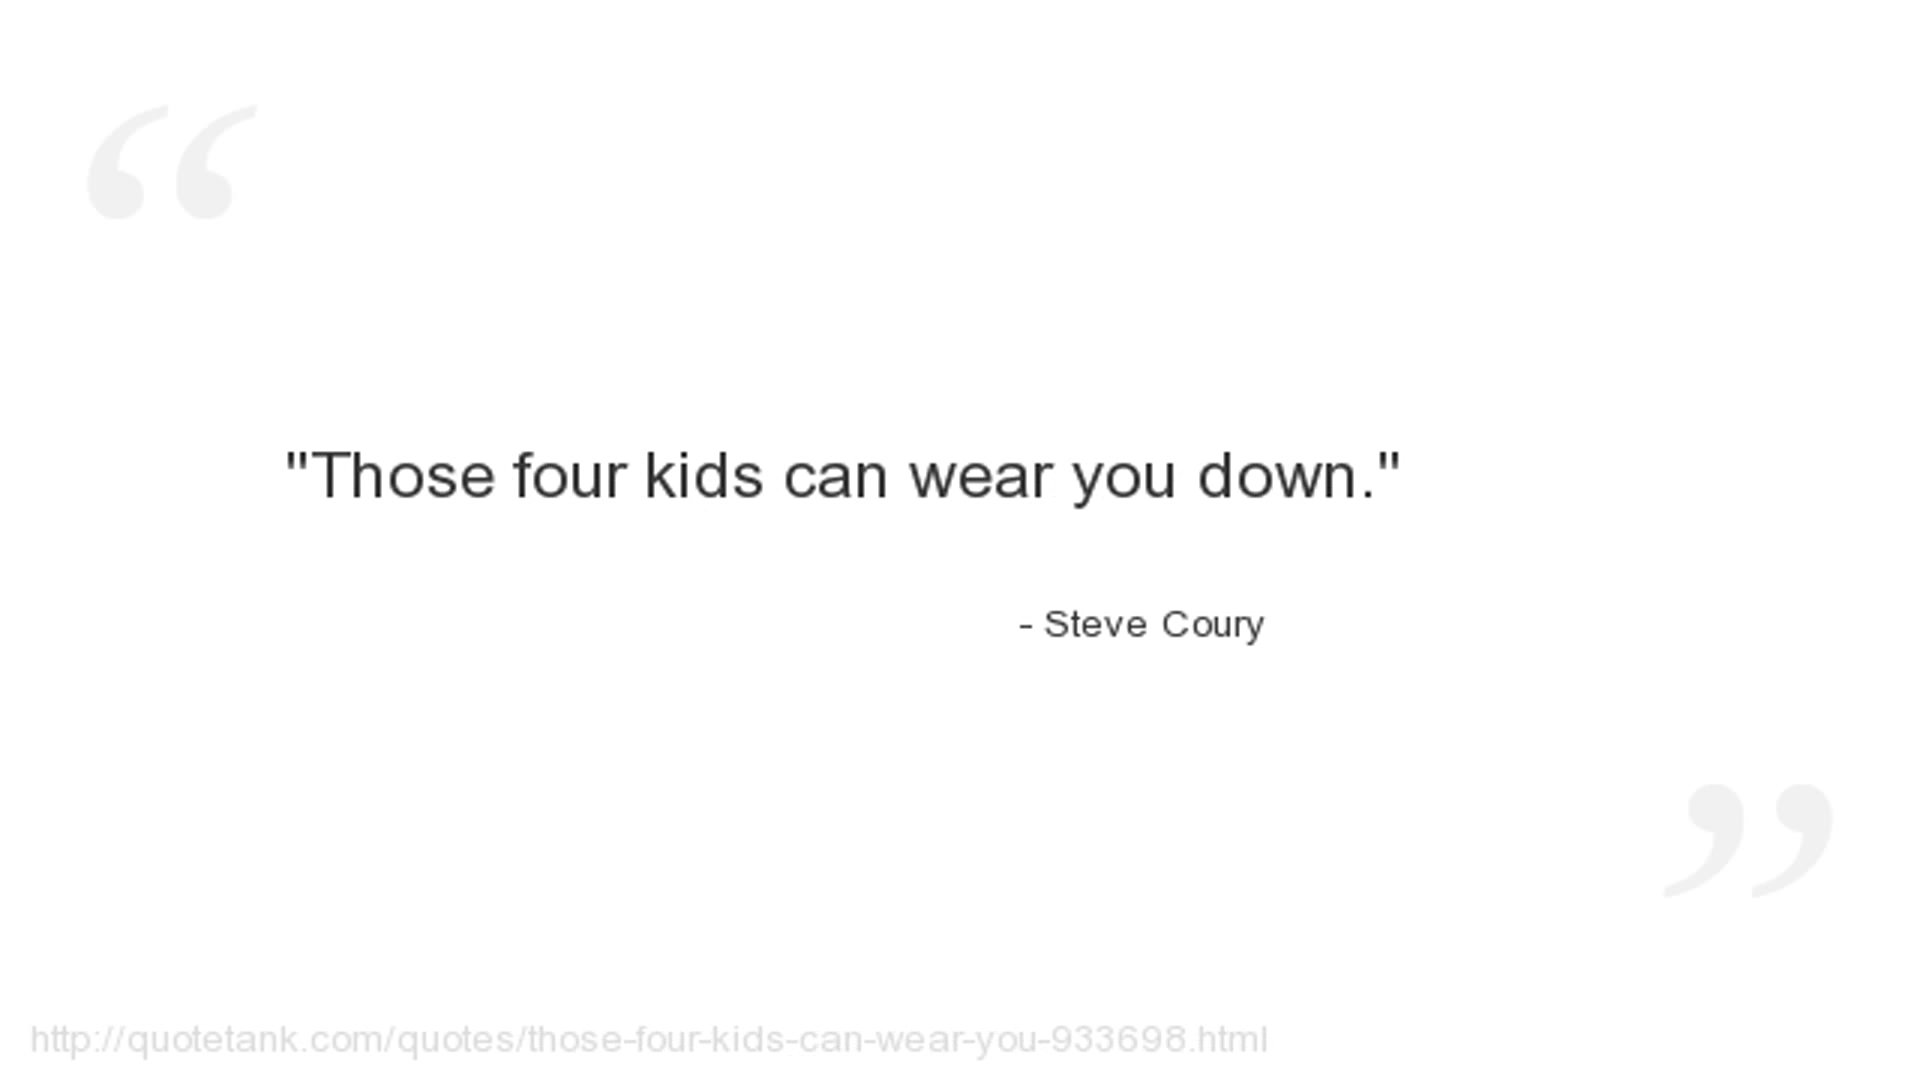 “
"Those four kids can wear you down."
- Steve Coury
”
http://quotetank.com/quotes/those-four-kids-can-wear-you-933698.html